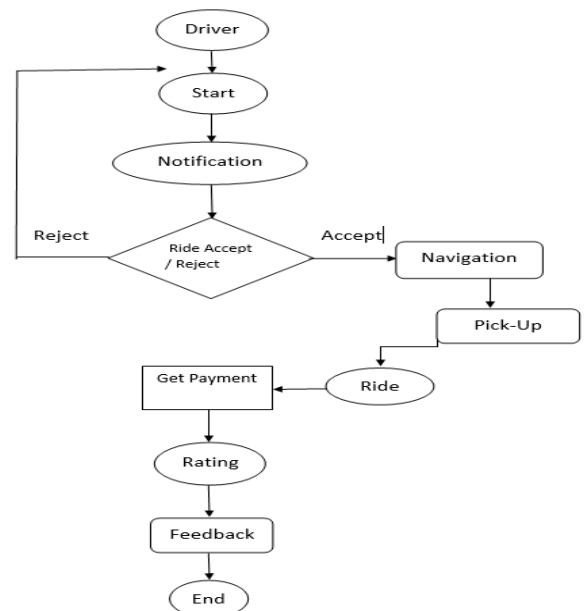 Driver
Start
Notification
Reject
Ride Accept
/ Reject
Accept
Navigation
Pick-Up
Ride
Get Payment
Rating
Feedback
End